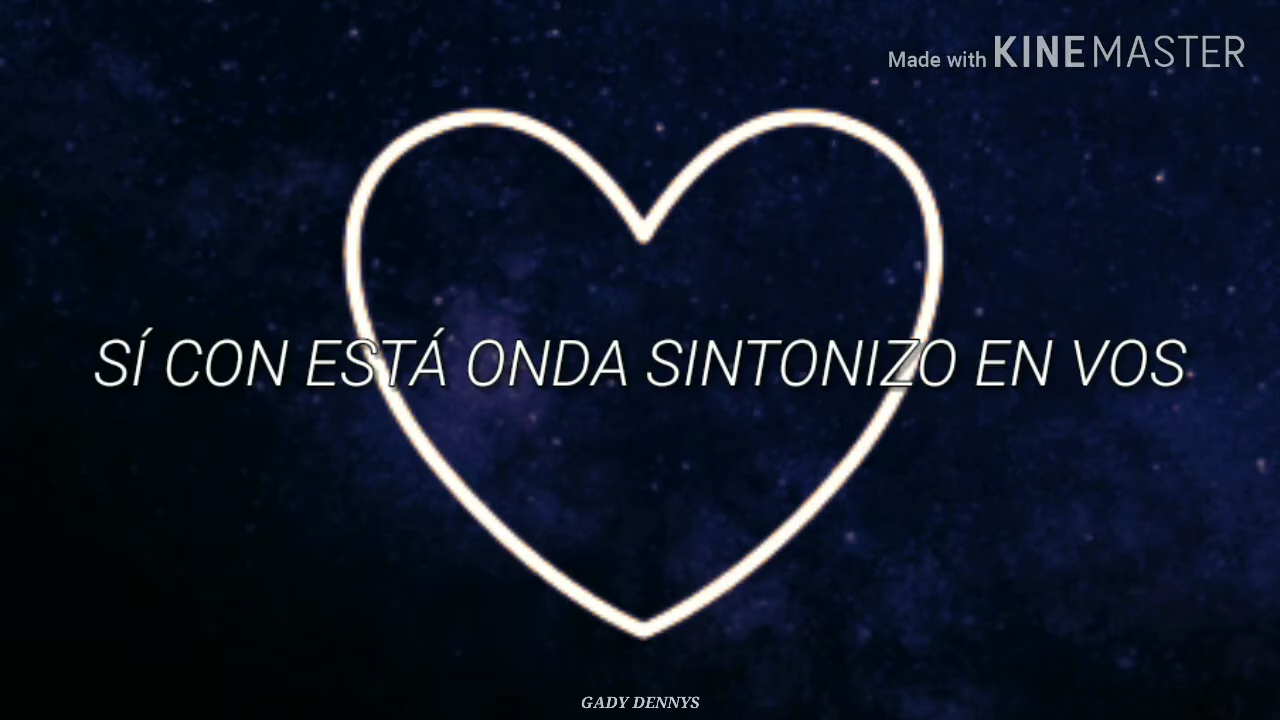 Made with KINEMASTER
SÍ CON ESTÁ ONDA SINTONIZO EN VOS
GADY DENNYS